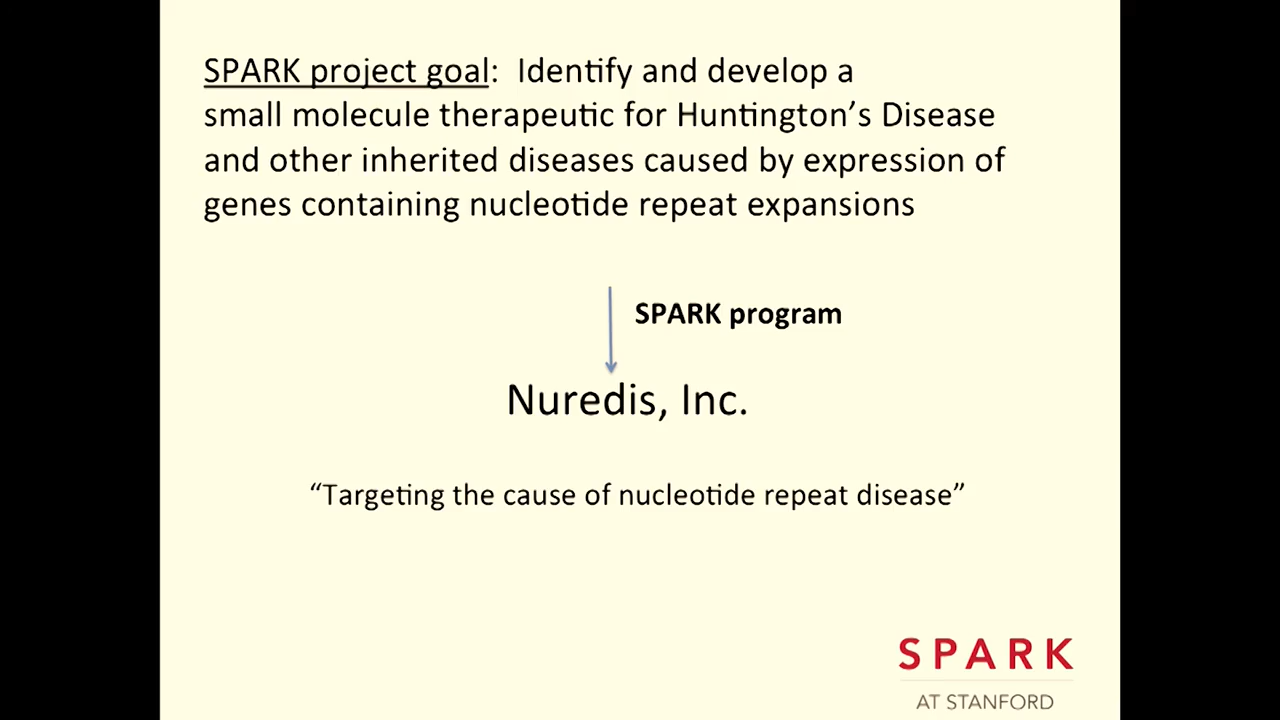 SPARK project goal: Identify and develop a
small molecule therapeutic for Huntington’s Disease
and other inherited diseases caused by expression of
genes containing nucleotide repeat expansions
SPARK program
Nuredis, Inc.
“Targeting the cause of nucleotide repeat disease”
SPARK
AT STANFORD